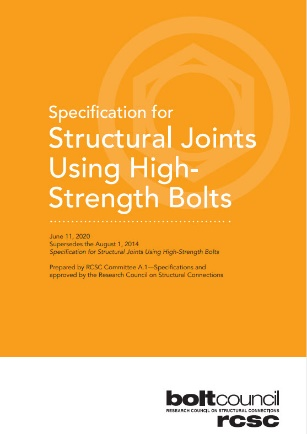 Specification for
Structural Joints
Using High-
Strength Bolts
June 11, 2020
Supersedes the August 1, 2014
Specification for Structural Joints Using High-Strength Bolts
Prepared by RCSC Committee A.1—Specifications and
approved by the Research Council on Structural Connections
boltcouncil
RESEARCH COUNCIL ON STRUCTURAL CONNECTIONS
rcsc